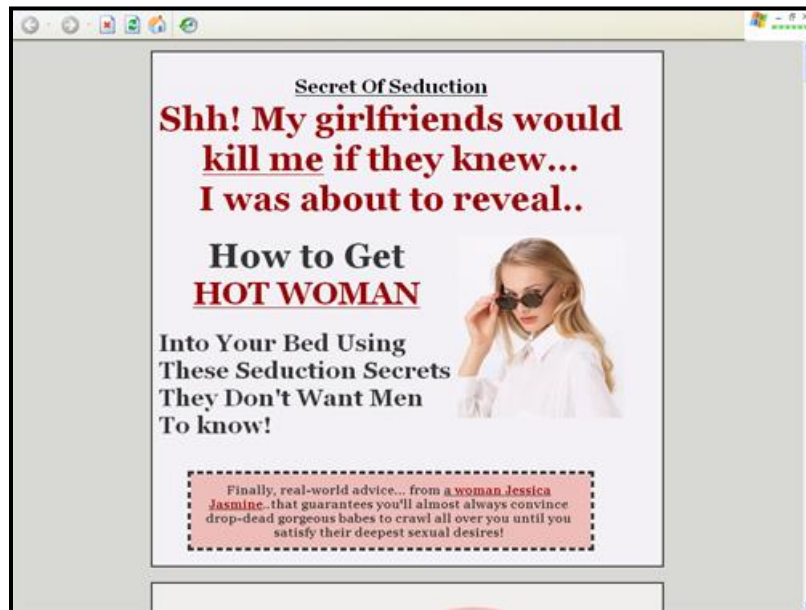 Secret Of Seduction
Shh! My girlfriends would
kill me if they knew...
I was about to reveal..
How to Get
HOT WOMAN
Into Your Bed Using
These Seduction Secrets
They Don't Want Men
To know!
Finally, real-world advice... from a woman Jessica
Jasmine..that guarantees you'll almost always convince
drop-dead gorgeous babes to crawl all over you until you
satisfy their deepest sexual desires!